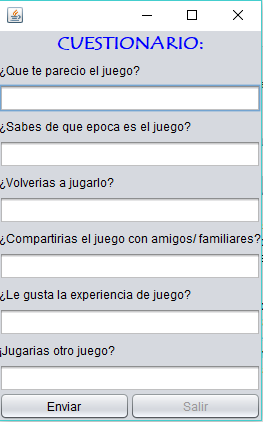 CUESTIONARIO:
¿Que te parecio el juego?
¿Sabes de que epoca es el juego?
¿Volverias a jugarlo?
¿Compartirias el juego con amigos/ familiares?
¿Le gusta la experiencia de juego?
¡Jugarias otro juego?
Enviar
Salir